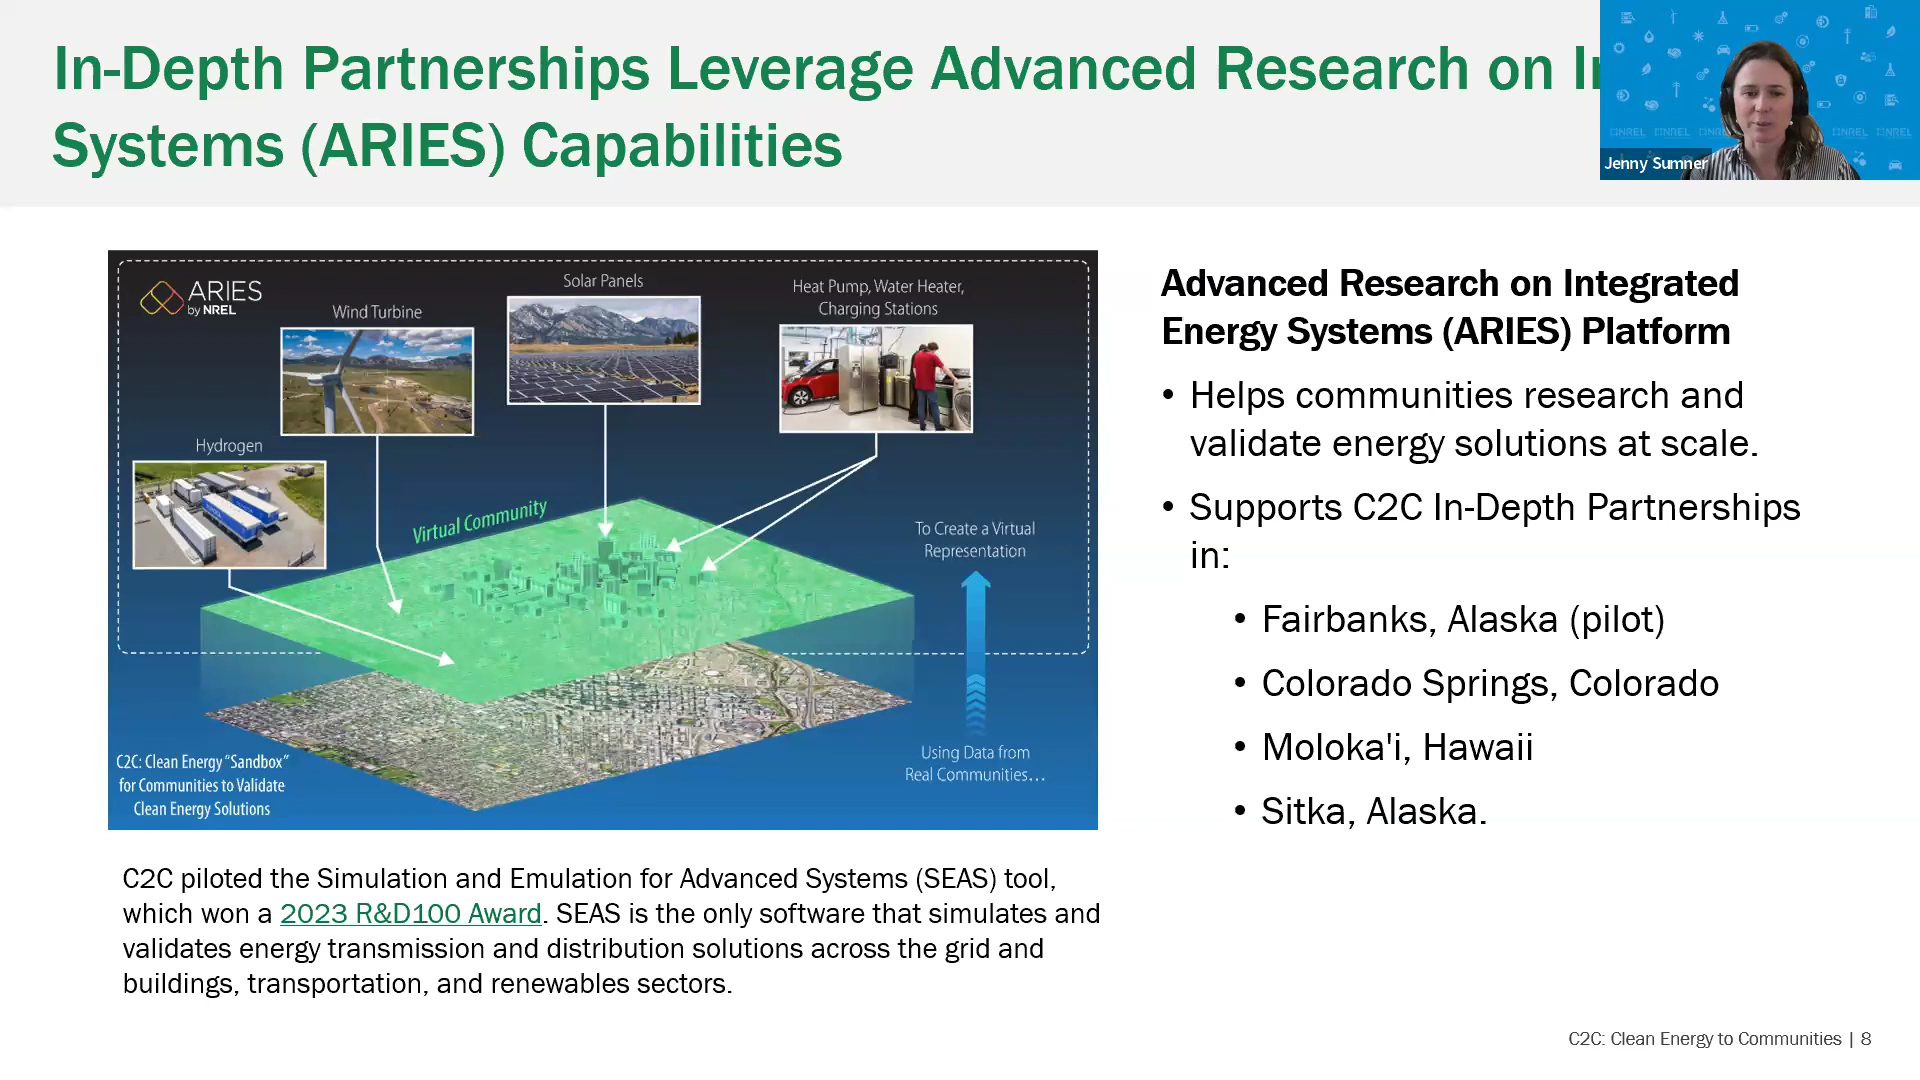 In-Depth Partnerships Leverage Advanced Research on
Systems (ARIES) Capabilities
NREL NREL NREL NREL NREL
Jenny Sumner
ARIES
by NREL
Wind Turbine
Solar Panels
Heat Pump, Water Heater,
Charging Stations
Hydrogen
Virtual Community
To Create a Virtual
Representation
Using Data from
Real Communities…
C2C: Clean Energy “Sandbox”
for Communities to Validate
Clean Energy Solutions
Advanced Research on Integrated
Energy Systems (ARIES) Platform
• Helps communities research and
validate energy solutions at scale.
• Supports C2C In-Depth Partnerships
in:
• Fairbanks, Alaska (pilot)
• Colorado Springs, Colorado
• Moloka'i, Hawaii
• Sitka, Alaska.
C2C piloted the Simulation and Emulation for Advanced Systems (SEAS) tool,
which won a 2023 R&D100 Award. SEAS is the only software that simulates and
validates energy transmission and distribution solutions across the grid and
buildings, transportation, and renewables sectors.
C2C: Clean Energy to Communities | 8